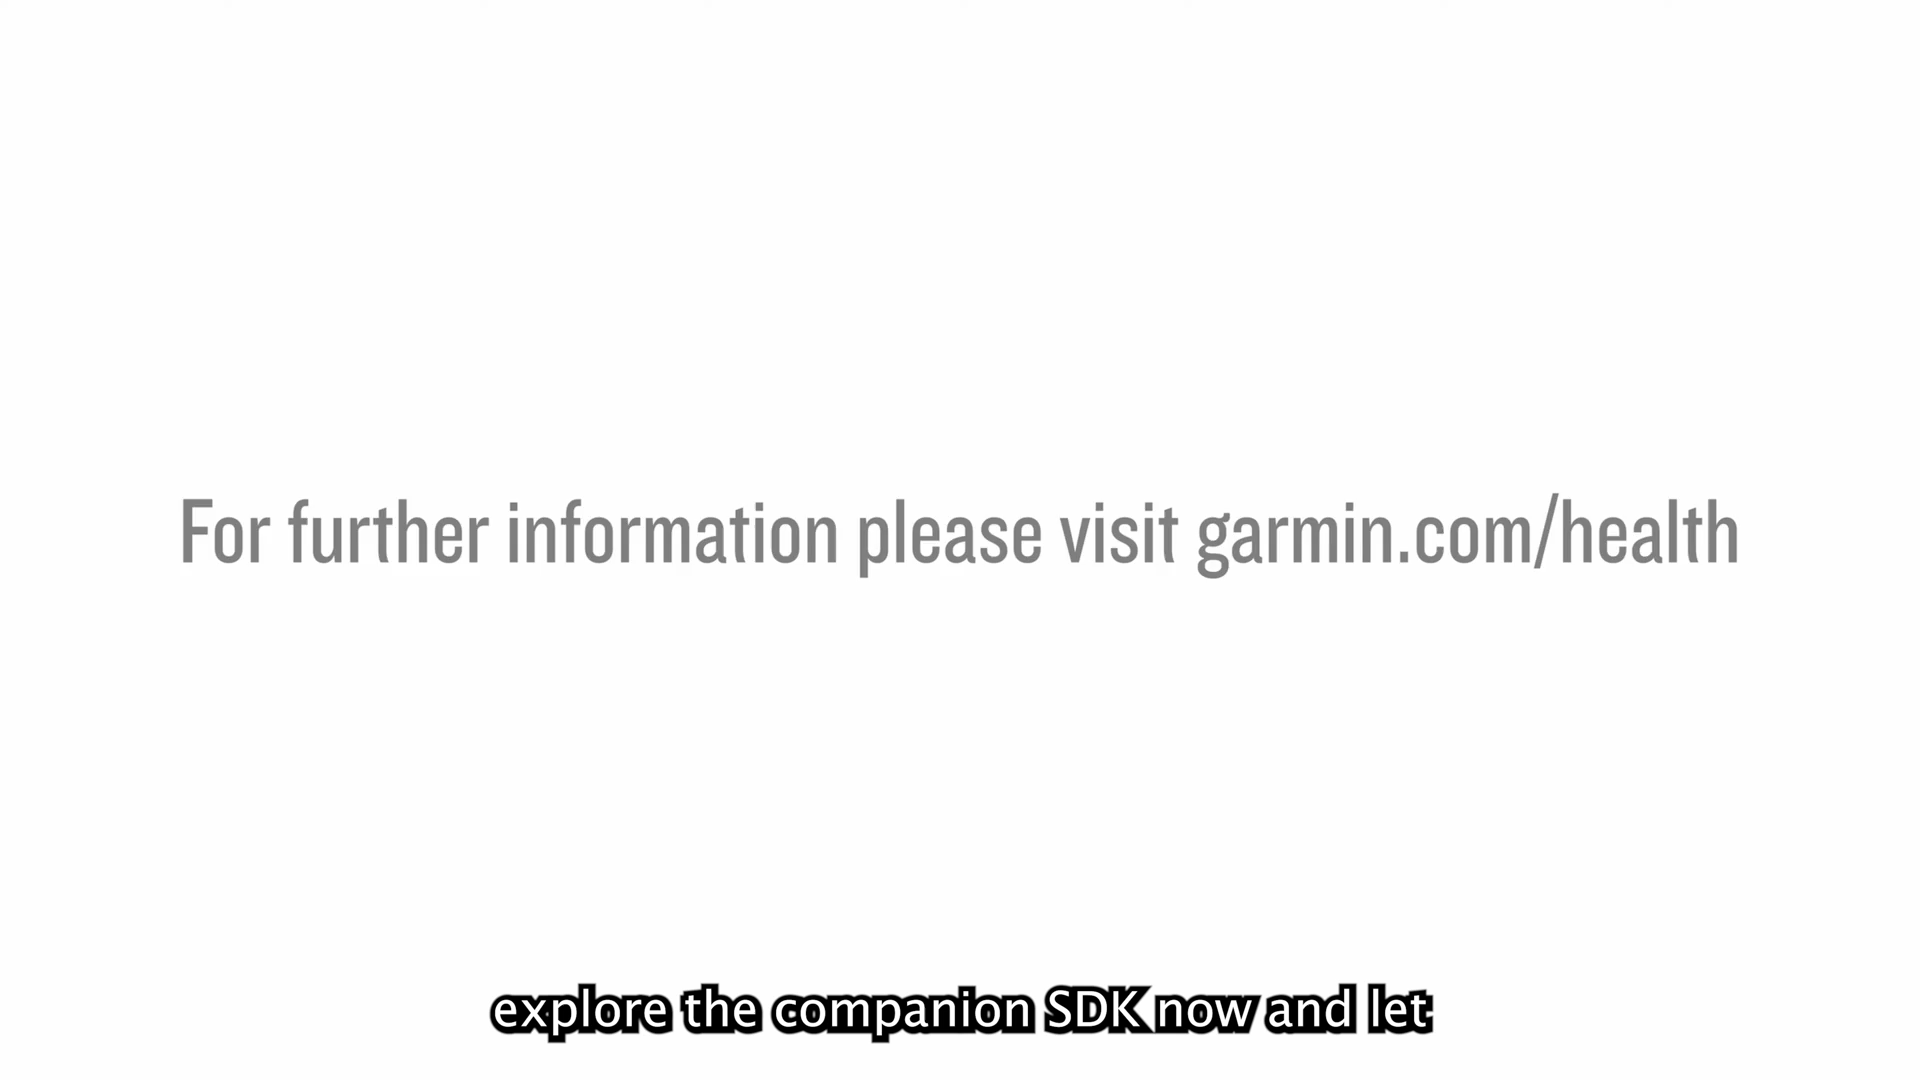 For further information please visit garmin.com/health
explore the companion SDK now and let